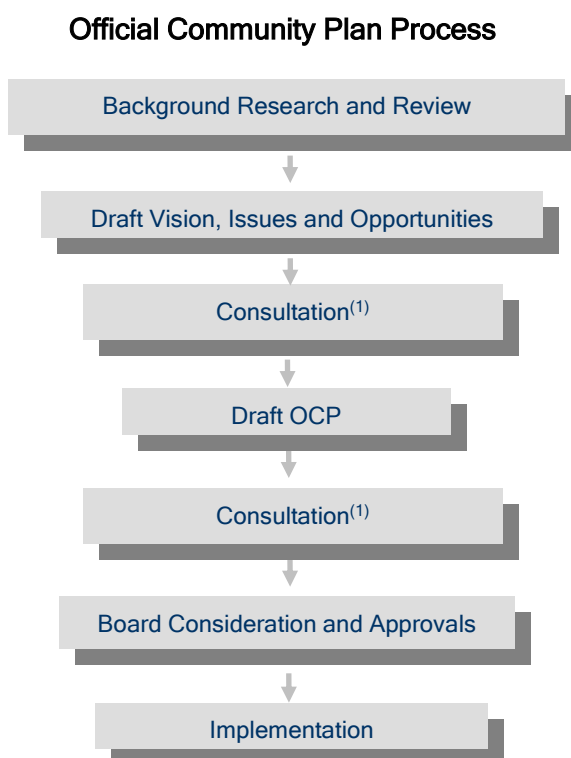 Official Community Plan Process
Background Research and Review
Draft Vision, Issues and Opportunities
Consultation(1)
Draft OCP
Consultation(1)
Board Consideration and Approvals
Implementation